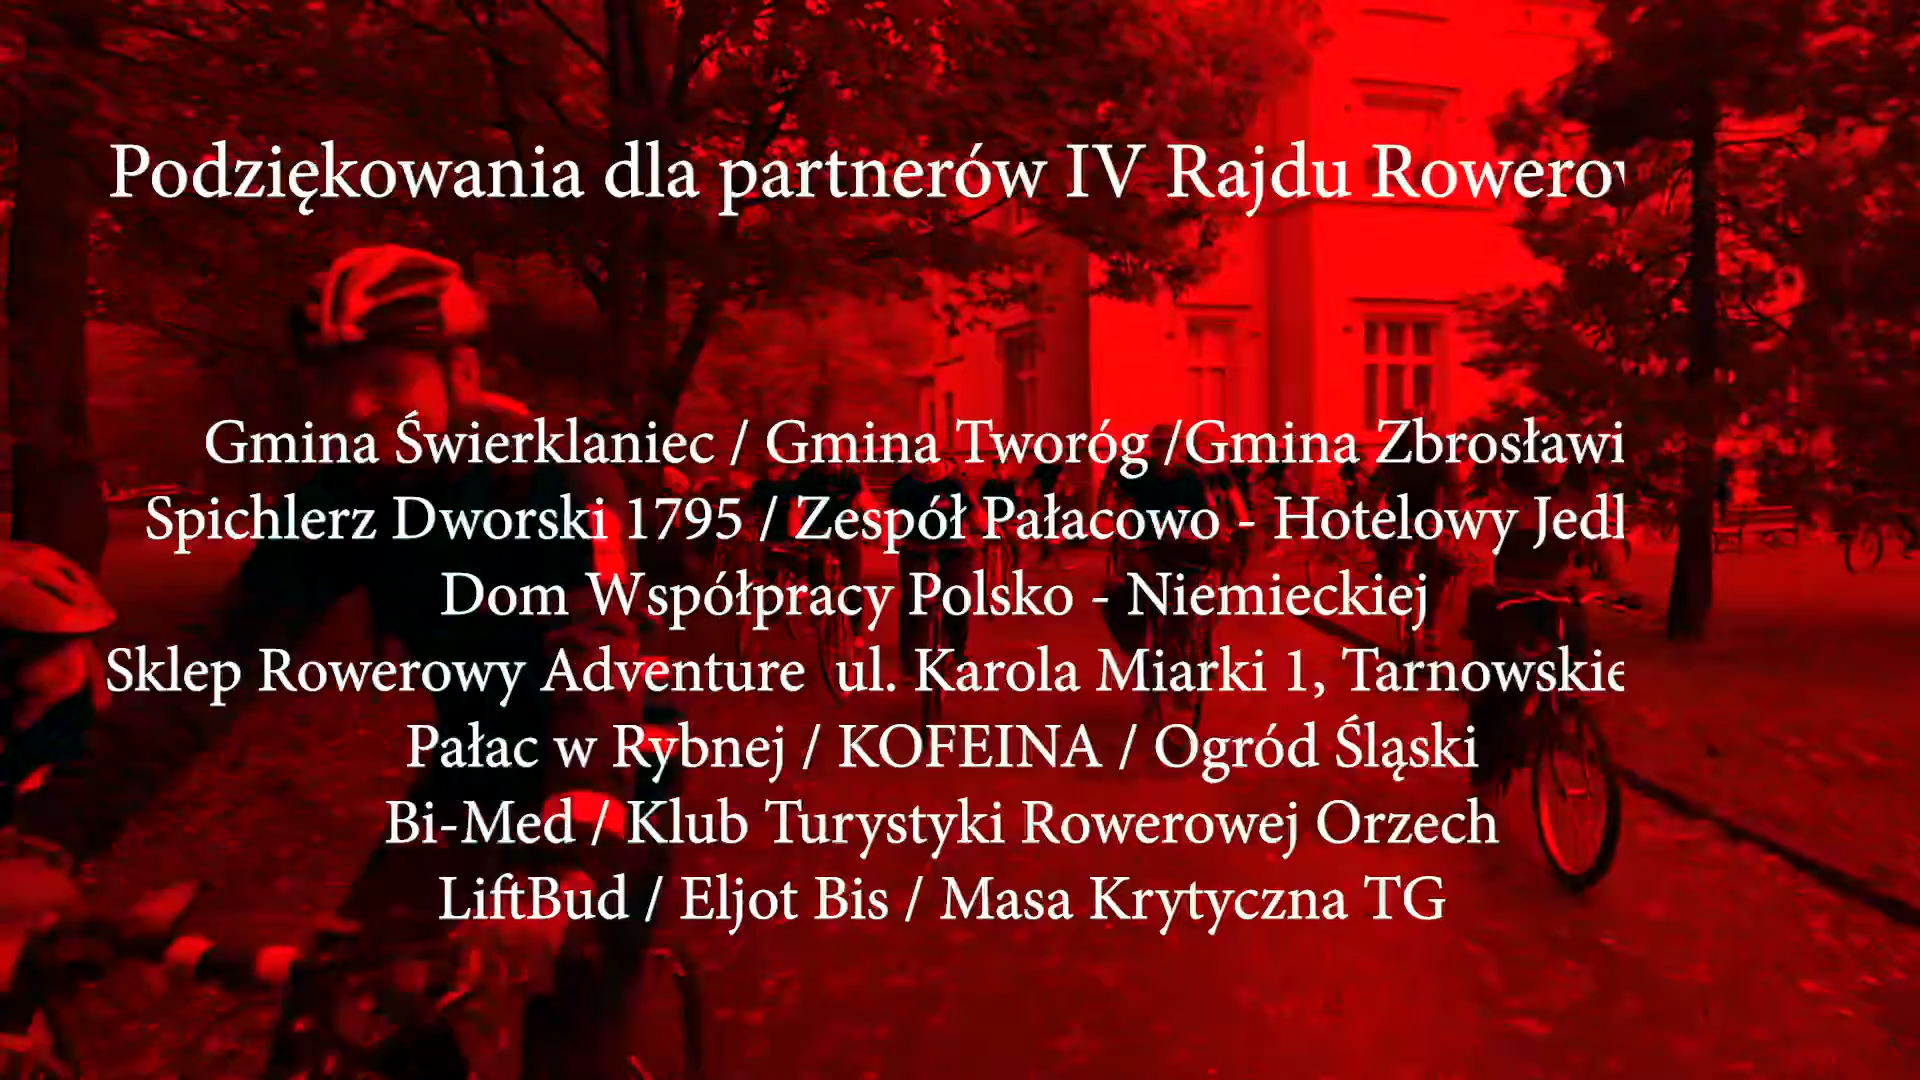 Podziękowania dla partnerów IV Rajdu Rowero
Gmina Świerklaniec / Gmina Tworóg /Gmina Zbrosławi
Spichlerz Dworski 1795 / Zespół Pałacowo - Hotelowy Jedl
Dom Współpracy Polsko - Niemieckiej
Sklep Rowerowy Adventure ul. Karola Miarki 1, Tarnowskie
Pałac w Rybnej / KOFEINA / Ogród Śląski
Bi-Med / Klub Turystyki Rowerowej Orzech
LiftBud / Eljot Bis / Masa Krytyczna TG